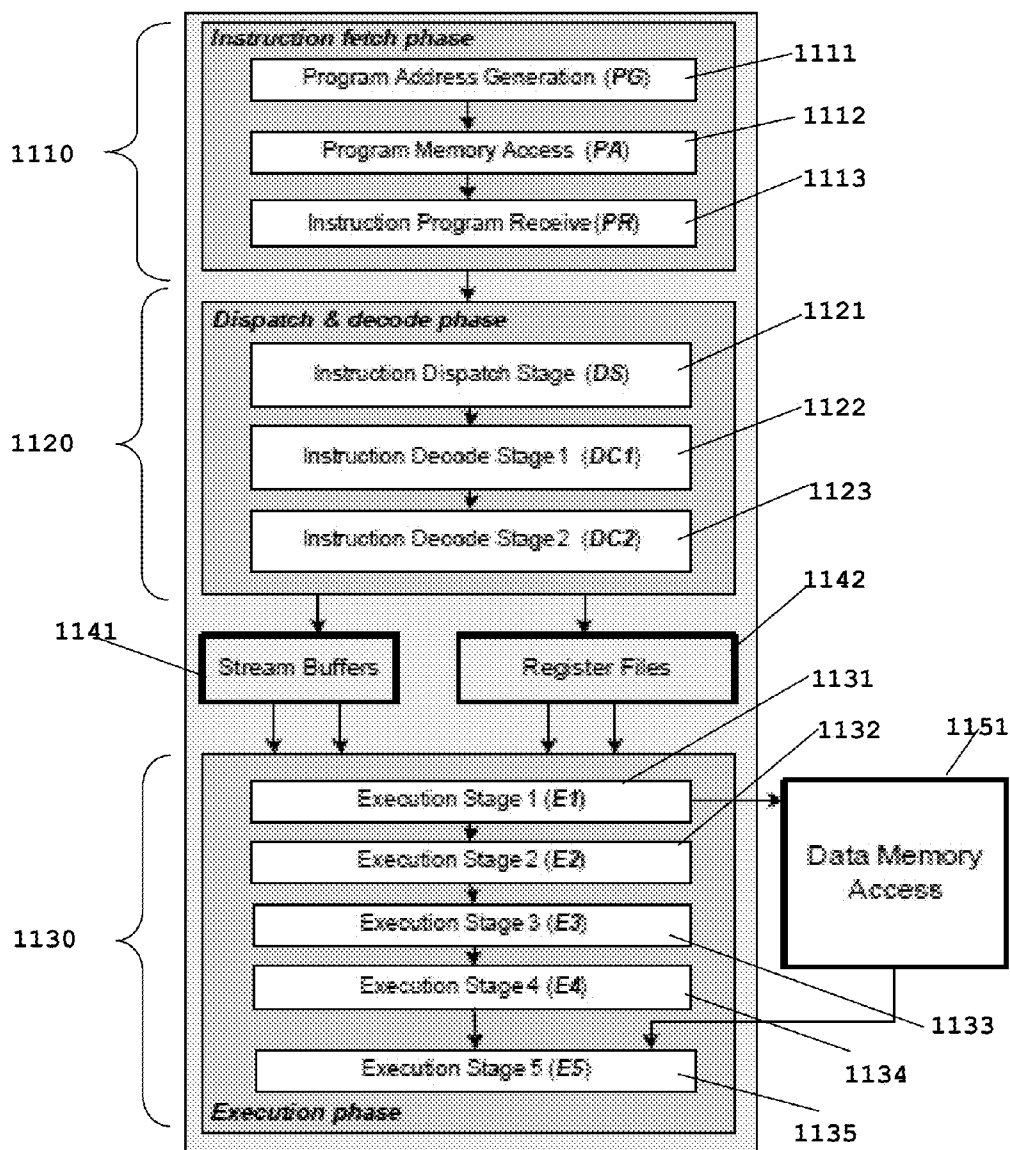 Instruction fetch phase
1111
Program Address Generation (PG)
1112
Program Memory Access (PA)
1110
1113
Instruction Program Receive (PR)
Dispatch & decode phase
1121
Instruction Dispatch Stage (DS)
1122
1120
Instruction Decode Stage 1 (DC1)
1123
Instruction Decode Stage 2 (DC2)
1142
1141
Stream Buffers
Register Files
1131
1132
1151
Execution Stage 1 (E1)
Execution Stage 2 (E2)
Data Memory
Access
1130
Execution Stage 3 (E3)
Execution Stage 4 (E4)
1133
Execution Stage 5 (E5)
1134
Execution phase
1135